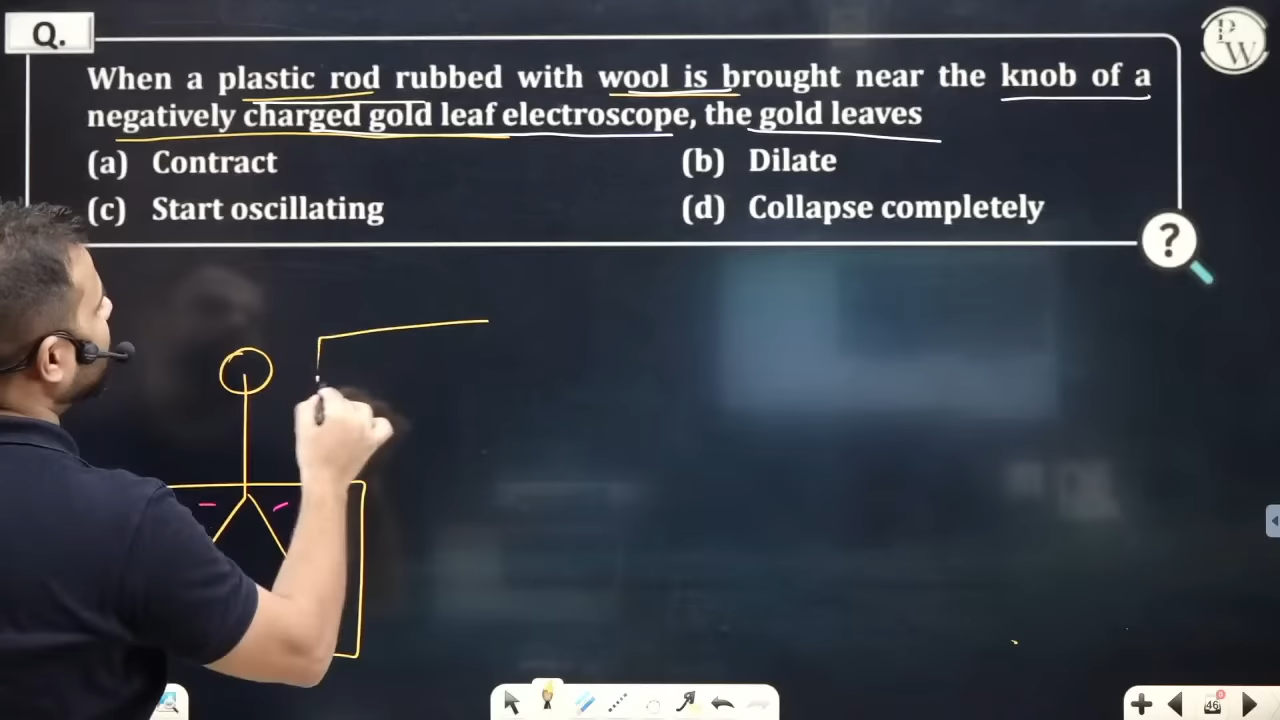 Q.
P
W
When a plastic rod rubbed with wool is brought near the knob of a
negatively charged gold leaf electroscope, the gold leaves
(a) Contract
(b) Dilate
(c) Start oscillating
(d) Collapse completely
?
46